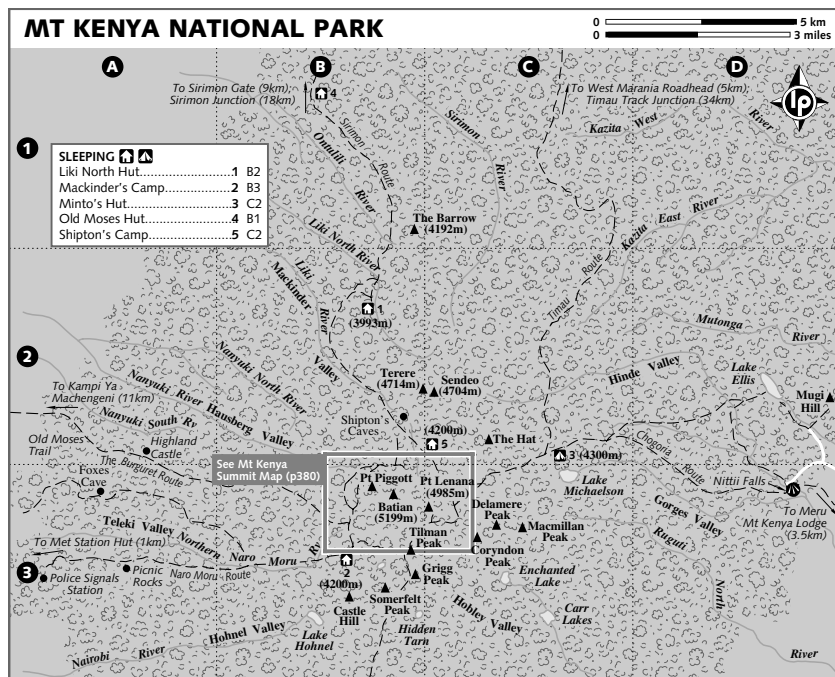 MT KENYA NATIONAL PARK
0 5 km
0 3 miles
A
B
C
D
To Sirimon Gate (9km);
Sirimon Junction (18km)
4
To West Marania Roadhead (5km)
Timau Track Junction (34km)
lp
1
SLEEPING
Liki North Hut 1 B2
Mackinder's Camp 2 B3
Minto's Hut 3 C2
Old Moses Hut 4 B1
Shipton's Camp 5 C2
Sirimon
Route
Ontulili
River
Sirimon
River
Kazita West
River
Kazita East River
The Barrow
(4192m)
Liki North River
Liki
River
Mackinder
Valley
1
(3993m)
Timau Route
Mutonga
River
2
Nanyuki North River
Terere
(4714m)
Sendeo
(4704m)
Hinde Valley
Lake
Ellis
Mugi
Hill
To Kampi Ya
Machengeni (11km)
Nanyuki River
Hausberg Valley
Nanyuki South Rv
Old Moses
Trail
Highland
Castle
Shipton's
Caves
(4200m)
5
The Hat
3 (4300m)
Chogoria Route
The Burguret Route
See Mt Kenya
Summit Map (p380)
Foxes
Cave
Pt Piggott
Batian
(5199m)
Pt Lenana
(4985m)
Lake
Michaelson
Nittii Falls
Delamere
Peak
Macmillan
Peak
Gorges Valley
To Meru
Mt Kenya Lodge
(3.5km)
Teleki Valley
Northern Naro Moru Rv
To Met Station Hut (1km)
Tilman
Peak
Coryndon
Peak
Ruguti
North
River
3
Police Signals
Station
Picnic
Rocks
Naro Moru Route
2
(4200m)
Grigg
Peak
Enchanted
Lake
Castle
Hill
Somerfelt
Peak
Hobley Valley
Carr
Lakes
Hohnel Valley
Lake
Hohnel
Hidden
Tarn
Nairobi River